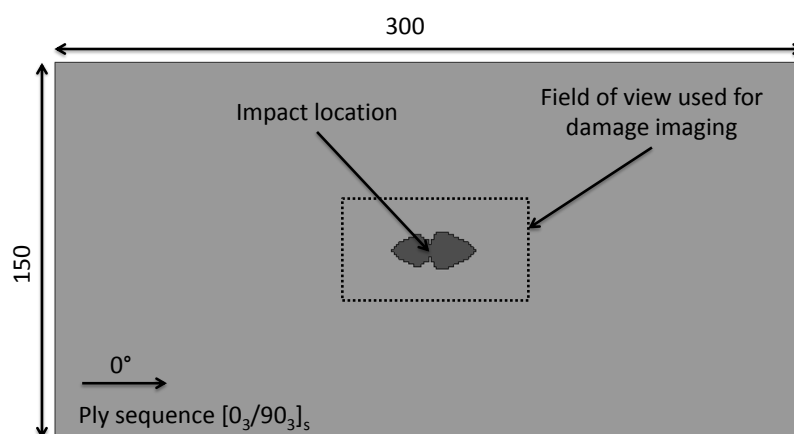 300
Impact location
Field of view used for
damage imaging
150
0°
Ply sequence [0₃/90₃]ₛ